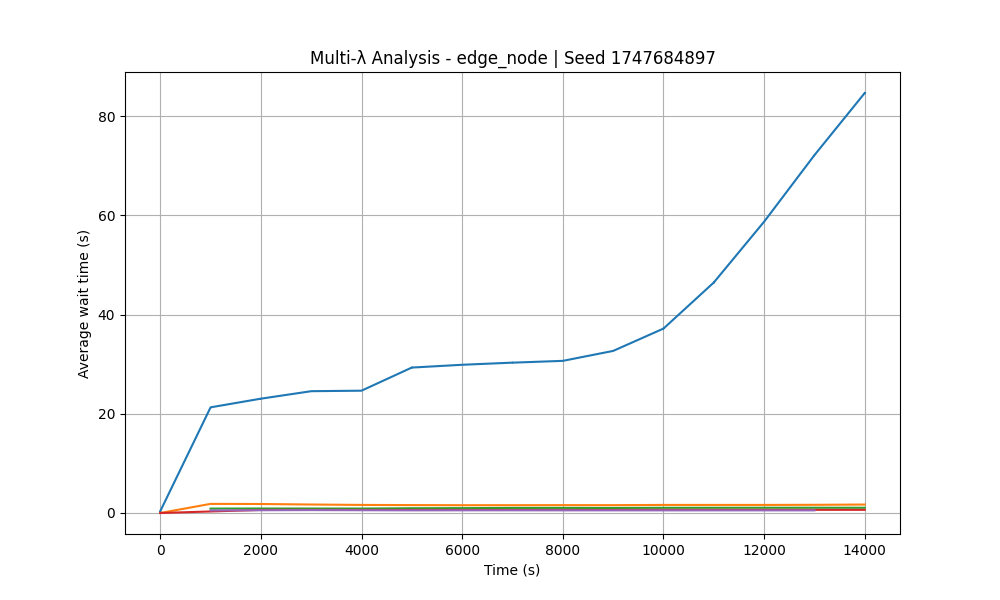 Multi-λ Analysis - edge_node | Seed 1747684897
Average wait time (s)
80
60
40
20
0
0 2000 4000 6000 8000 10000 12000 14000
Time (s)